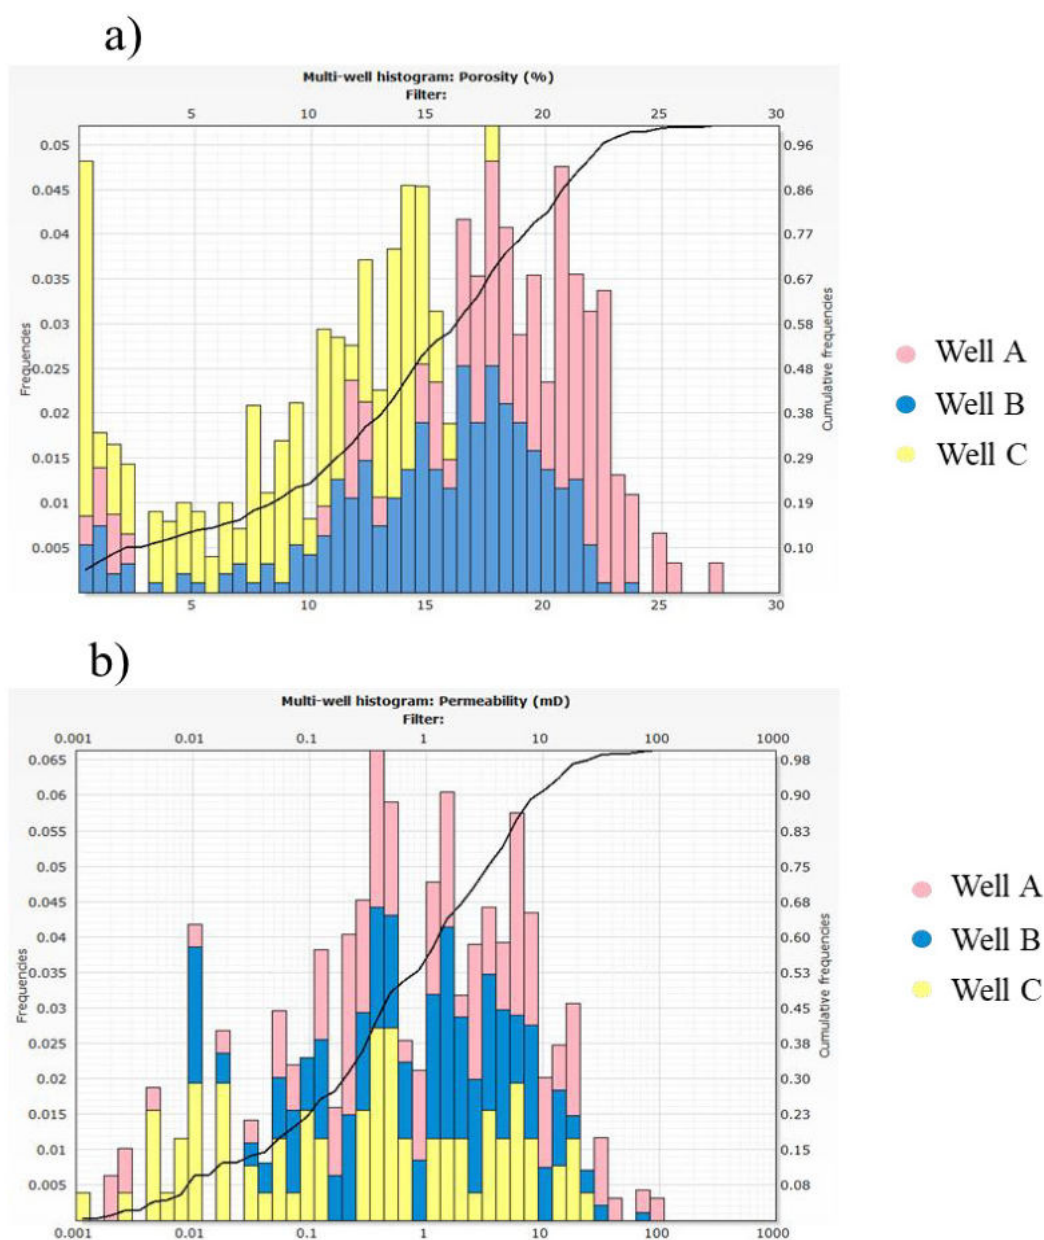 a)
Multi-well histogram: Porosity (%)
Filter:
5 10 15 20 25 30
0.05 0.96
0.045 0.86
0.04 0.77
0.035 0.67
0.03 0.58
0.025 0.48
0.02 0.38
0.015 0.29
0.01 0.19
0.005 0.10
Frequencies
Cumulative frequencies
5 10 15 20 25 30
Well A
Well B
Well C
b)
Multi-well histogram: Permeability (mD)
Filter:
0.001 0.01 0.1 1 10 100 1000
0.065 0.98
0.06 0.90
0.055 0.83
0.05 0.75
0.045 0.68
0.04 0.60
0.035 0.53
0.03 0.45
0.025 0.38
0.02 0.30
0.015 0.23
0.01 0.15
0.005 0.08
Frequencies
Cumulative frequencies
0.001 0.01 0.1 1 10 100 1000
Well A
Well B
Well C